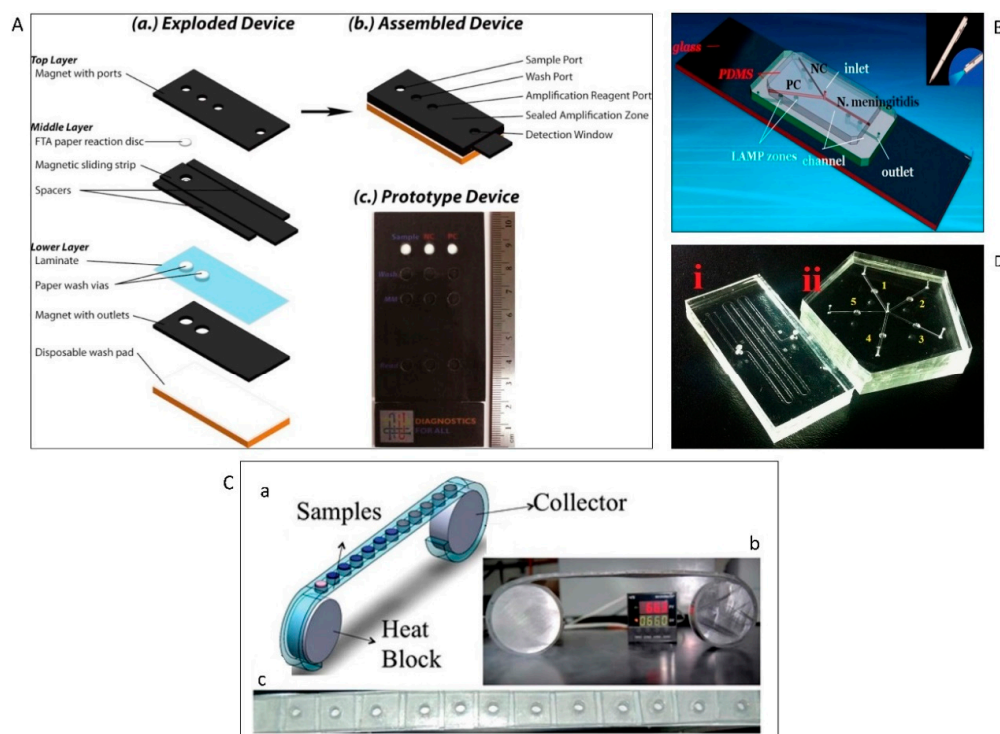 A
(a.) Exploded Device
(b.) Assembled Device
Top Layer
Magnet with ports
Middle Layer
FTA paper reaction disc
Magnetic sliding strip
Spacers
Lower Layer
Laminate
Paper wash vias
Magnet with outlets
Disposable wash pad
Sample Port
Wash Port
Amplification Reagent Port
Sealed Amplification Zone
Detection Window
(c.) Prototype Device
Sample NC PC
Wash
MM
Read
DIAGNOSTICS
FOR ALL
B
glass
PDMS
PC
NC
inlet
N. meningitidis
LAMP zones
channel
outlet
D
i
ii
1
2
3
4
5
C
a
Samples
Collector
Heat
Block
b
0660
c